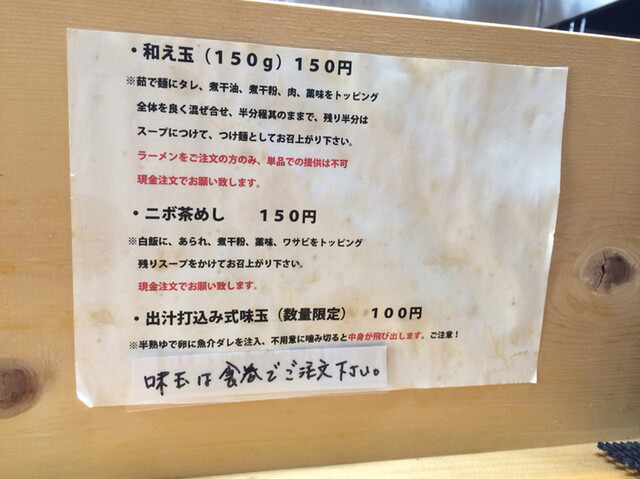 ・和え玉（150g）150円
※茹で麺にタレ、煮干油、煮干粉、肉、薬味をトッピング
全体を良く混ぜ合せ、半分程其のままで、残り半分は
スープにつけて、つけ麺としてお召上がり下さい。
ラーメンをご注文の方のみ、単品での提供は不可
現金注文でお願い致します。
・ニボ茶めし　150円
※白飯に、あられ、煮干粉、薬味、ワサビをトッピング
残りスープをかけてお召上がり下さい。
現金注文でお願い致します。
・出汁打込み式味玉（数量限定）　100円
※半熟ゆで卵に魚介ダレを注入、不用意に噛み切ると中身が飛び出します。ご注意！
味玉は食券でご注文下さい。